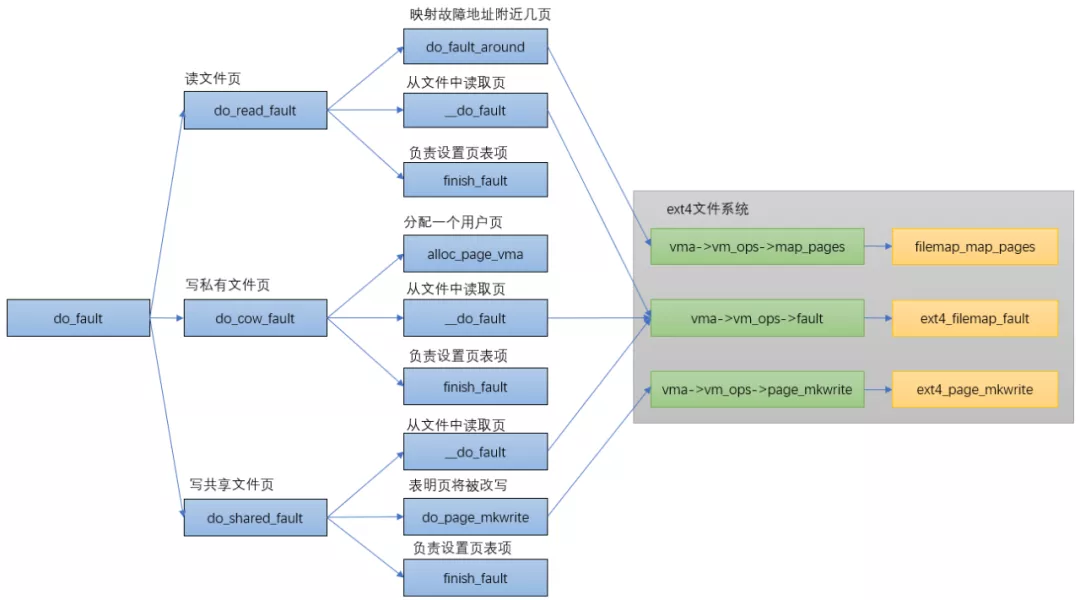 映射故障地址附近几页
do_fault_around
读文件页
do_read_fault
从文件中读取页
__do_fault
负责设置页表项
finish_fault
ext4文件系统
vma->vm_ops->map_pages
filemap_map_pages
分配一个用户页
alloc_page_vma
do_fault
写私有文件页
do_cow_fault
从文件中读取页
__do_fault
vma->vm_ops->fault
ext4_filemap_fault
负责设置页表项
finish_fault
vma->vm_ops->page_mkwrite
ext4_page_mkwrite
从文件中读取页
__do_fault
写共享文件页
do_shared_fault
表明页将被改写
do_page_mkwrite
负责设置页表项
finish_fault